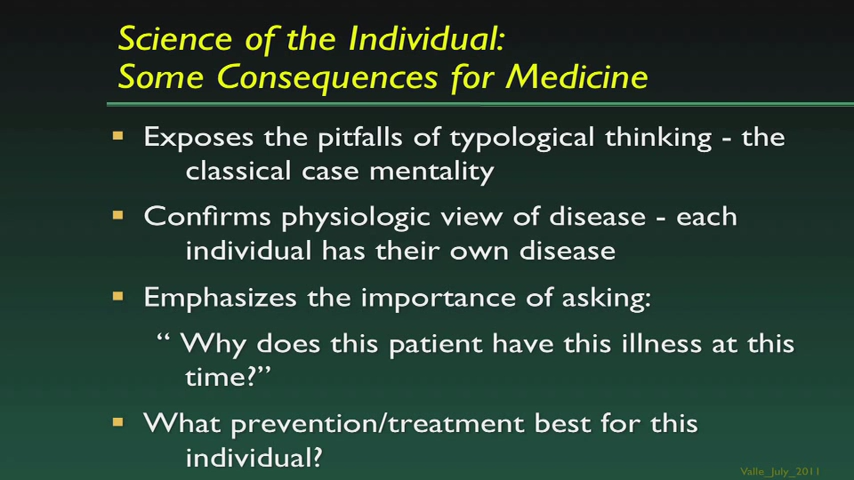 Science of the Individual:
Some Consequences for Medicine
Exposes the pitfalls of typological thinking - the
classical case mentality
Confirms physiologic view of disease - each
individual has their own disease
Emphasizes the importance of asking:
“ Why does this patient have this illness at this
time?”
What prevention/treatment best for this
individual?
Valle_July_2011